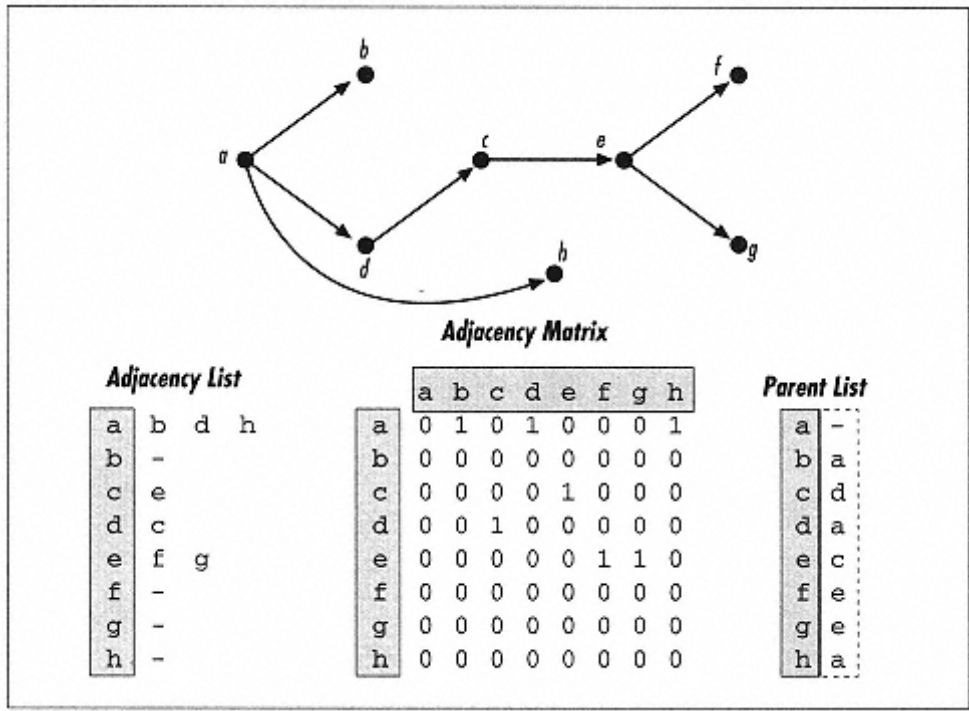 b
f
a
c
e
d
h
g
Adjacency Matrix
Adjacency List
Parent List
a b c d e f g h
a b d h
a 0 1 0 1 0 0 0 1
a -
b -
b 0 0 0 0 0 0 0 0
b a
c e
c 0 0 0 0 1 0 0 0
c d
d c
d 0 0 1 0 0 0 0 0
d a
e f g
e 0 0 0 0 0 1 1 0
e c
f -
f 0 0 0 0 0 0 0 0
f e
g -
g 0 0 0 0 0 0 0 0
g e
h -
h 0 0 0 0 0 0 0 0
h a